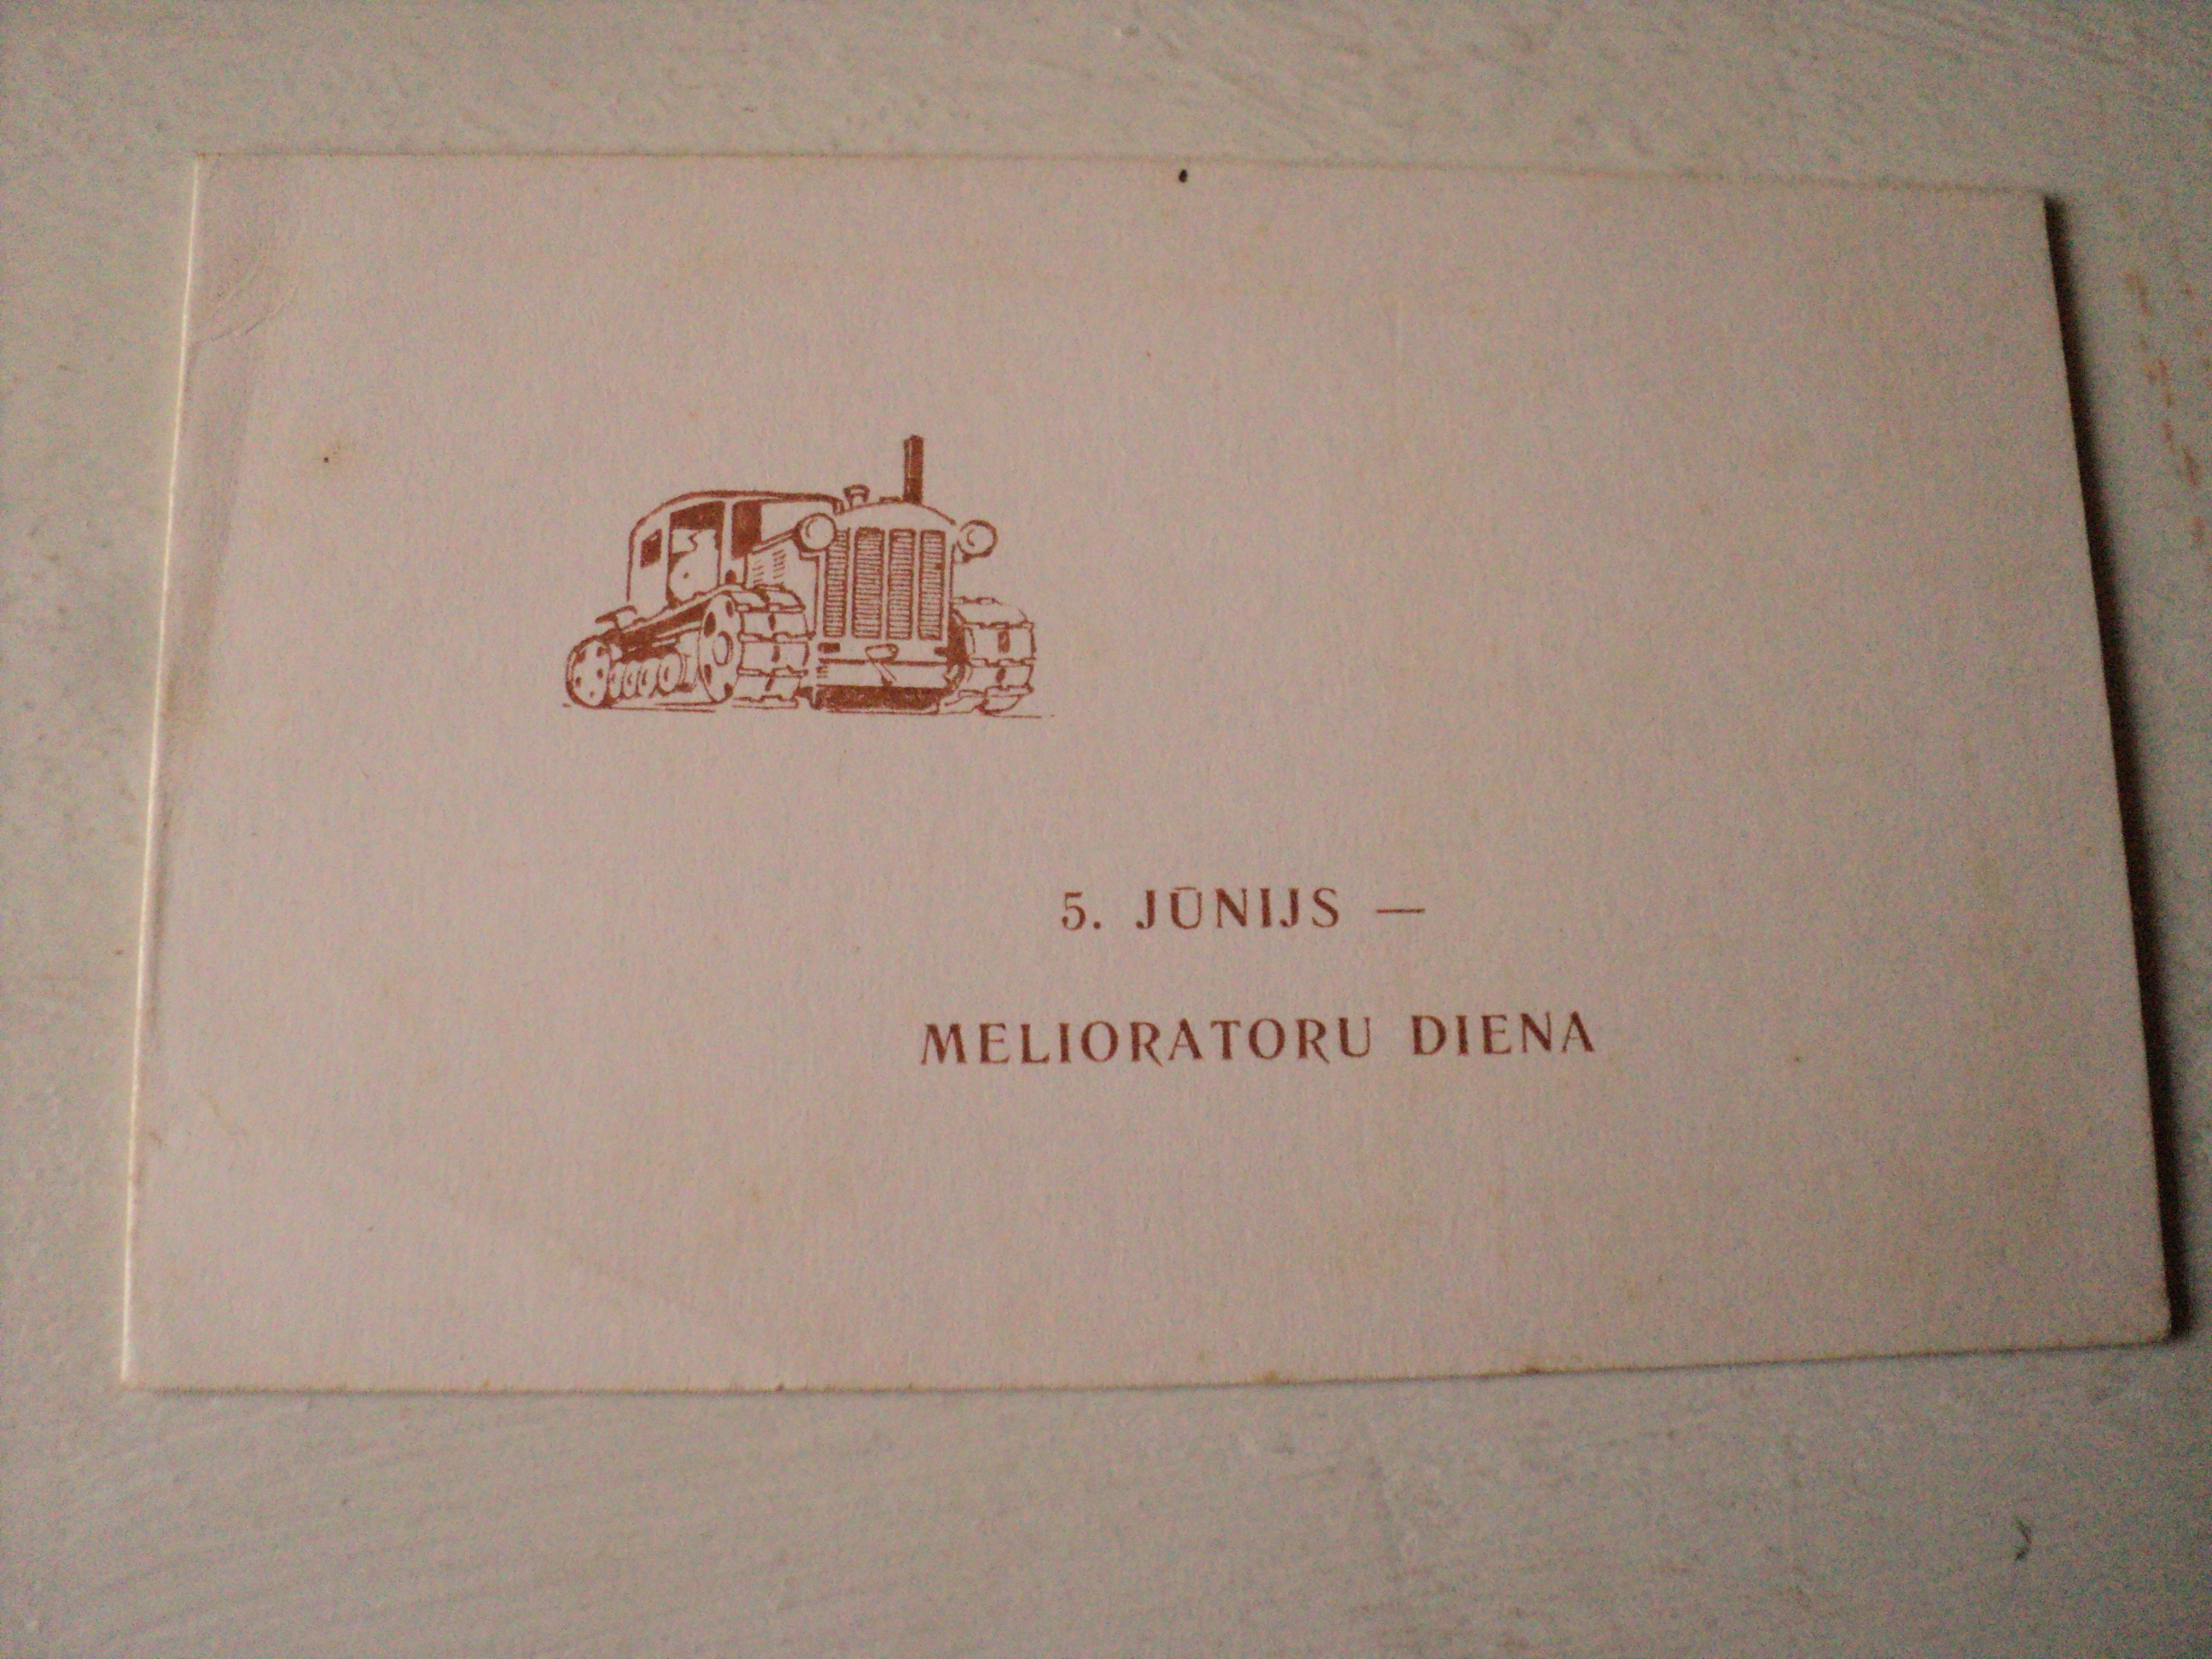 5. JŪNIJS —
MELIORATORU DIENA